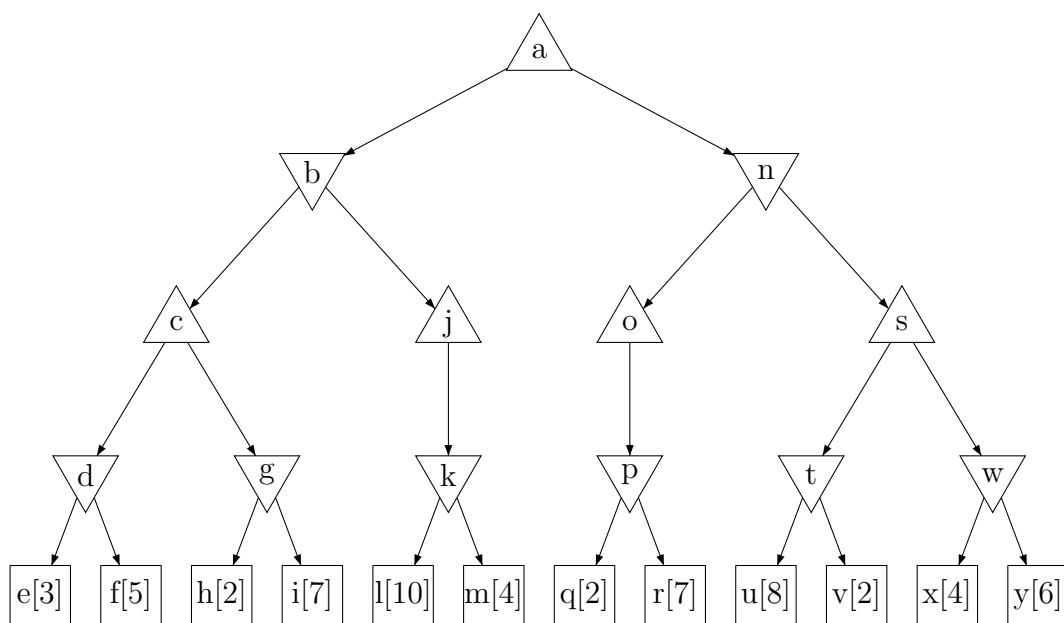 a
b n
c j o s
d g k p t w
e[3] f[5] h[2] i[7] l[10] m[4] q[2] r[7] u[8] v[2] x[4] y[6]